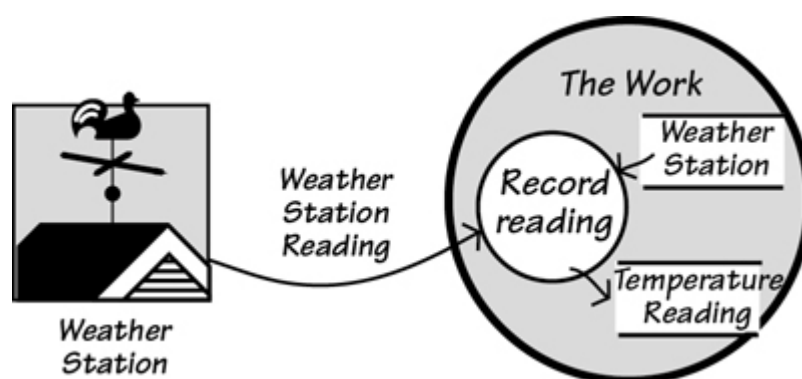 The Work
Weather
Station
Record
reading
Weather
Station
Reading
Temperature
Reading
Weather
Station